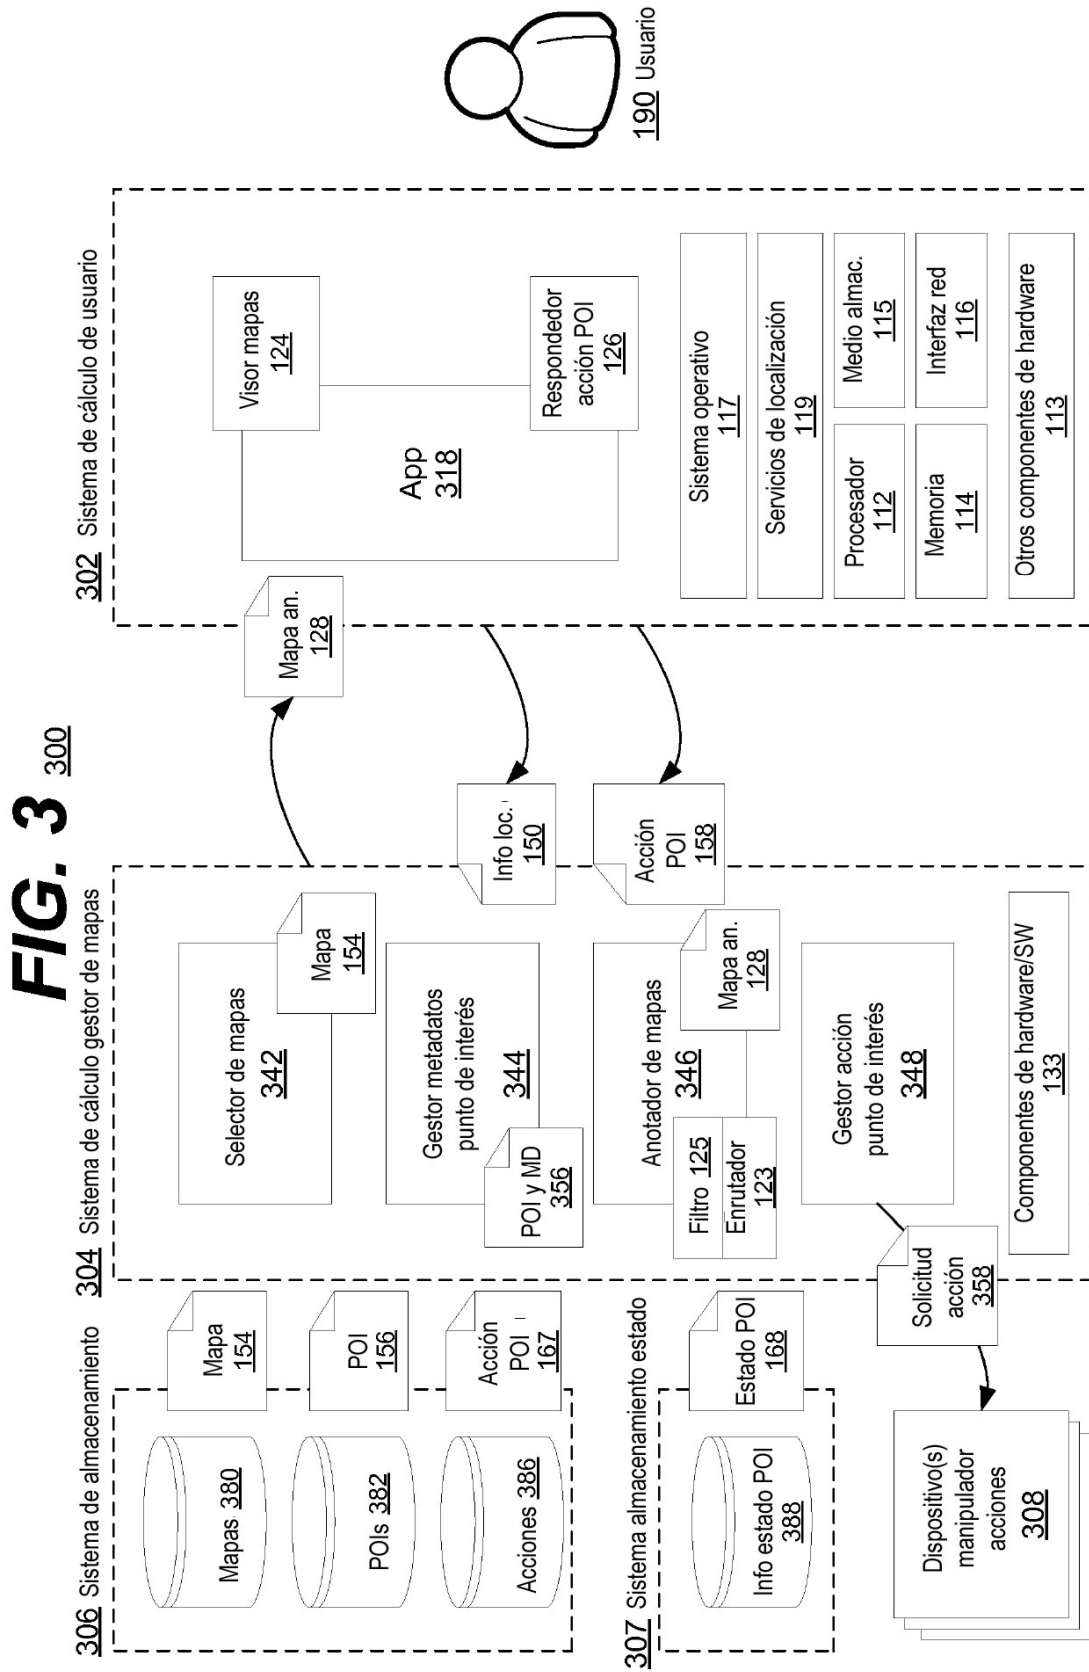 FIG. 3
300
306 Sistema de almacenamiento
Mapas 380
POIs 382
Acciones 386
Mapa
154
POI
156
Acción
POI
167
307 Sistema almacenamiento estado
Info estado POI
388
Estado POI
168
Dispositivo(s)
manipulador
acciones
308
304 Sistema de cálculo gestor de mapas
Selector de mapas
342
Mapa
154
Gestor metadatos
punto de interés
344
POI y MD
356
Anotador de mapas
346
Filtro 125
Enrutador
123
Mapa an.
128
Gestor acción
punto de interés
348
Solicitud
acción
358
Componentes de hardware/SW
133
Mapa an.
128
Info loc.
150
Acción
POI
158
302 Sistema de cálculo de usuario
App
318
Visor mapas
124
Respondedor
acción POI
126
Sistema operativo
117
Servicios de localización
119
Procesador
112
Medio almac.
115
Memoria
114
Interfaz red
116
Otros componentes de hardware
113
190 Usuario